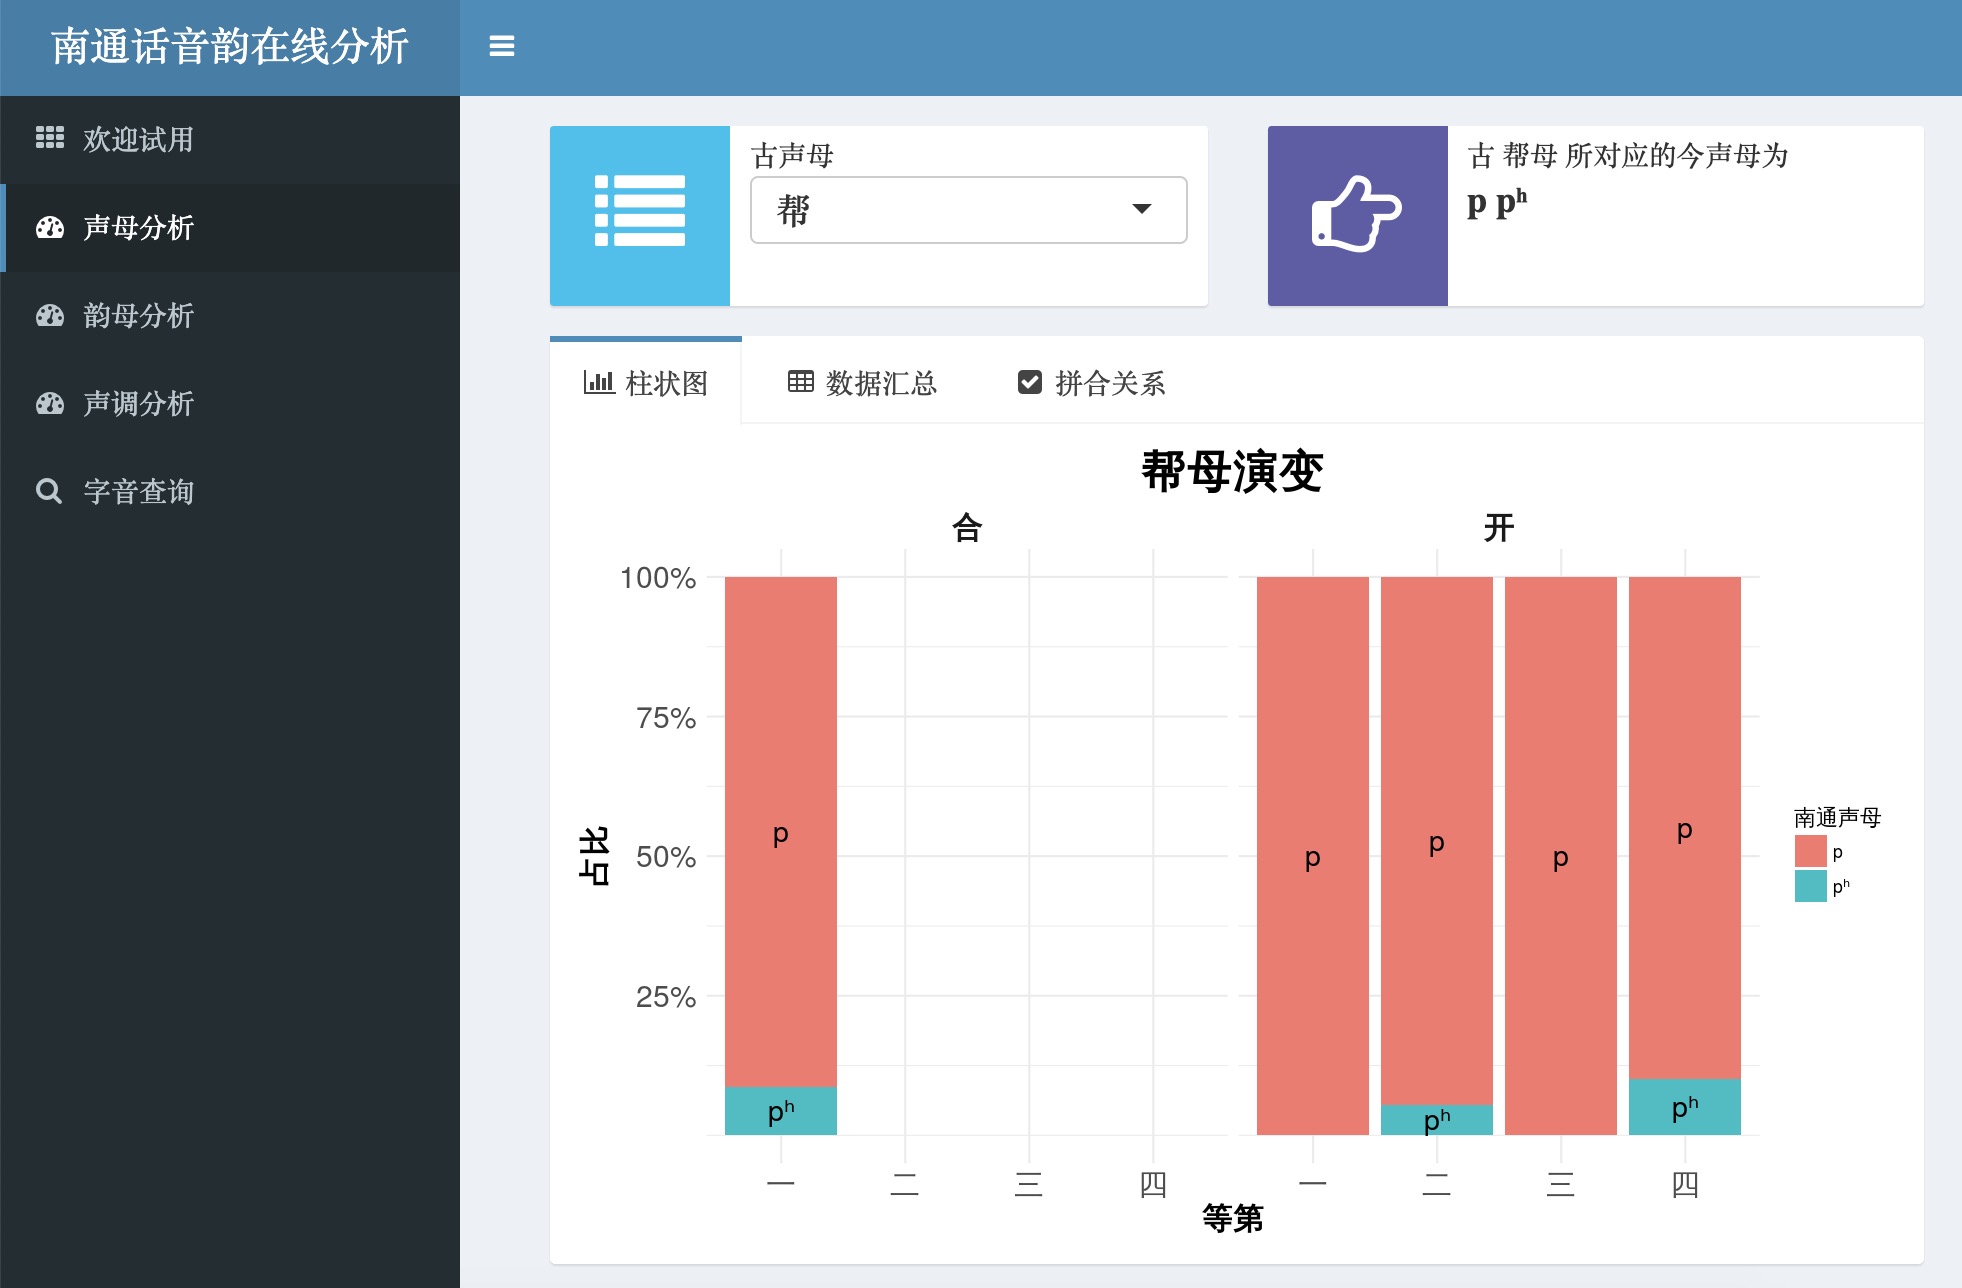 南通话音韵在线分析
欢迎试用
声母分析
韵母分析
声调分析
字音查询
古声母
帮
古 帮母 所对应的今声母为
p pʰ
柱状图
数据汇总
拼合关系
帮母演变
合
开
100%
75%
50%
25%
占比
p
pʰ
p
p
pʰ
p
p
pʰ
一 二 三 四
一 二 三 四
等第
南通声母
p
pʰ